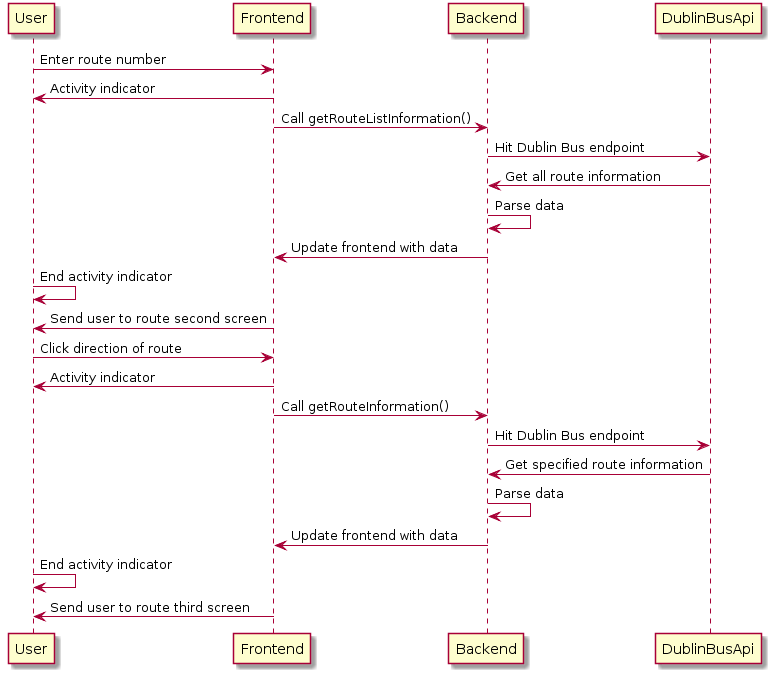 User
Frontend
Backend
DublinBusApi
Enter route number
Activity indicator
Call getRouteListInformation()
Hit Dublin Bus endpoint
Get all route information
Parse data
Update frontend with data
End activity indicator
Send user to route second screen
Click direction of route
Activity indicator
Call getRouteInformation()
Hit Dublin Bus endpoint
Get specified route information
Parse data
Update frontend with data
End activity indicator
Send user to route third screen
User
Frontend
Backend
DublinBusApi